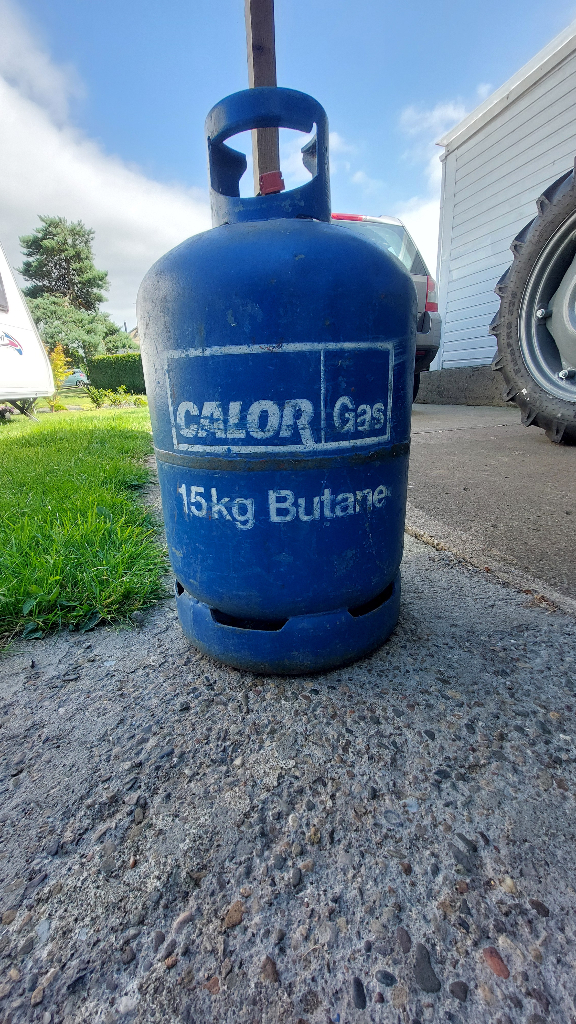 CALOR Gas
15kg Butane